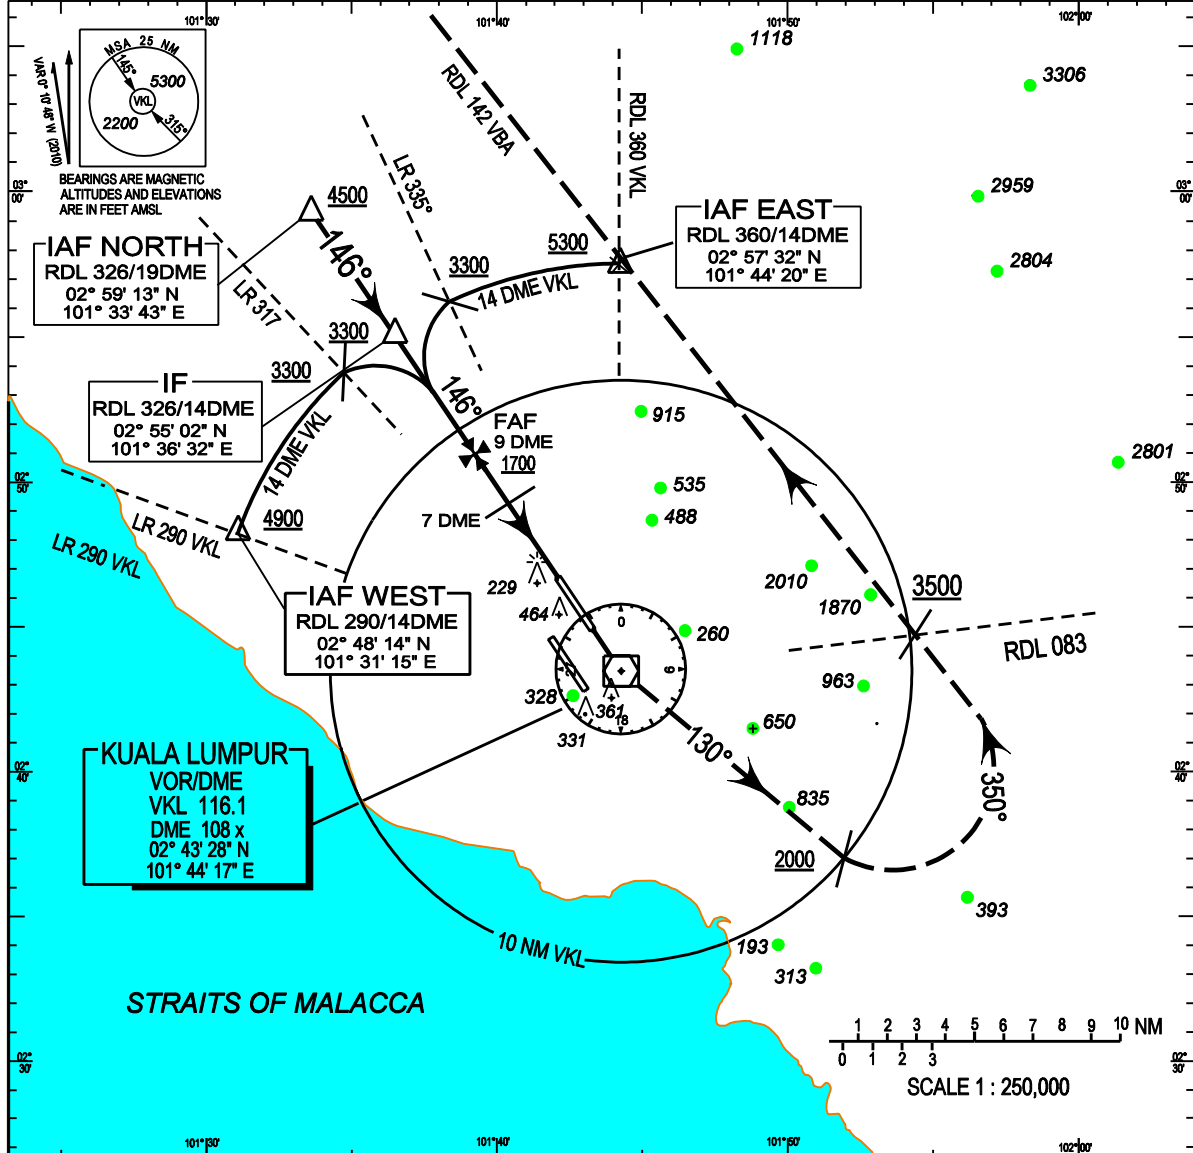 101° 30'
101° 40'
101° 50'
102° 00'
MSA 25 NM
145°
5300
VKL
2200
315°
VAR 0° 10' 48" W (2010)
BEARINGS ARE MAGNETIC
ALTITUDES AND ELEVATIONS
ARE IN FEET AMSL
1118
3306
RDL 142 VBA
RDL 360 VKL
LR 335°
03°
00'
03°
00'
4500
2959
IAF NORTH
RDL 326/19DME
02° 59' 13" N
101° 33' 43" E
146°
5300
IAF EAST
RDL 360/14DME
02° 57' 32" N
101° 44' 20" E
3300
14 DME VKL
2804
LR 317
3300
3300
IF
RDL 326/14DME
02° 55' 02" N
101° 36' 32" E
146°
14 DME VKL
FAF
9 DME
1700
915
2801
02°
50'
02°
50'
535
488
7 DME
4900
LR 290 VKL
LR 290 VKL
229
464
2010
1870
3500
IAF WEST
RDL 290/14DME
02° 48' 14" N
101° 31' 15" E
0
9
18
260
RDL 083
963
328
361
331
650
130°
KUALA LUMPUR
VOR/DME
VKL 116.1
DME 108 x
02° 43' 28" N
101° 44' 17" E
02°
40'
02°
40'
350°
835
2000
393
10 NM VKL
193
313
STRAITS OF MALACCA
1 2 3 4 5 6 7 8 9 10 NM
0 1 2 3
SCALE 1 : 250,000
02°
30'
02°
30'
101° 30'
101° 40'
101° 50'
102° 00'